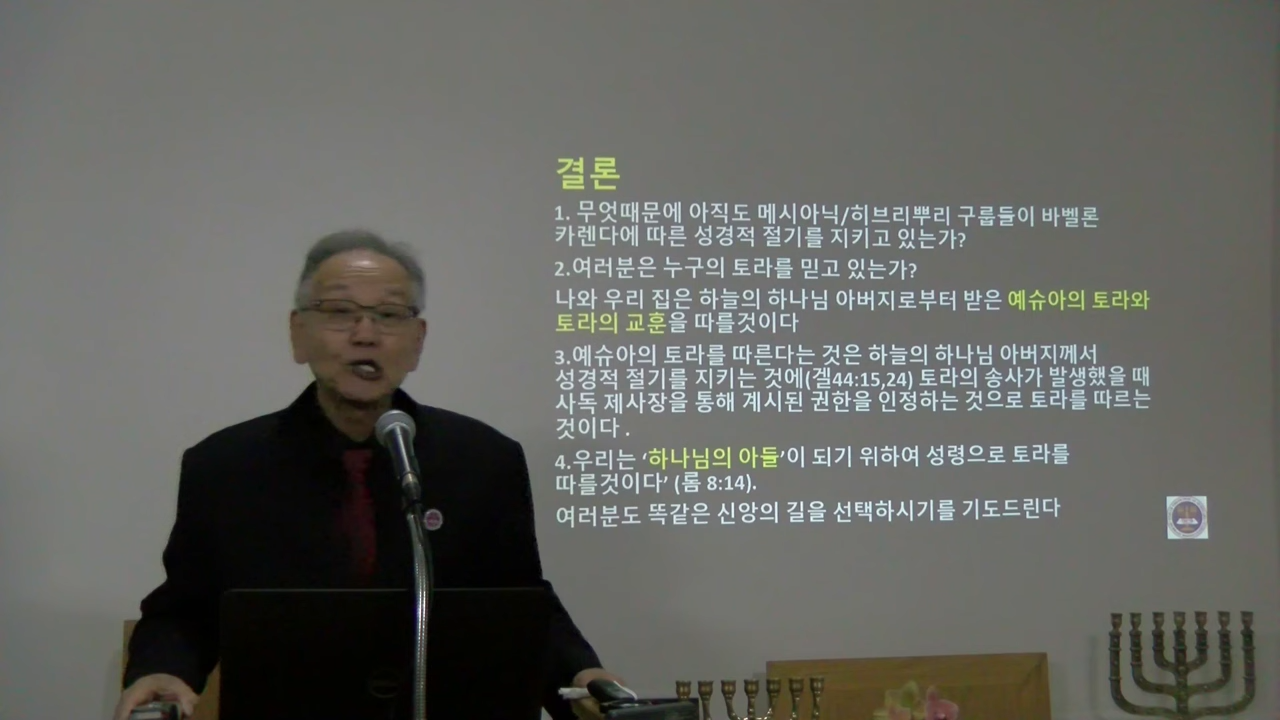 결론
1. 무엇때문에 아직도 메시아닉/히브리뿌리 구룹들이 바벨론
카렌다에 따른 성경적 절기를 지키고 있는가?
2.여러분은 누구의 토라를 믿고 있는가?
나와 우리 집은 하늘의 하나님 아버지로부터 받은 예슈아의 토라와
토라의 교훈을 따를것이다
3.예슈아의 토라를 따른다는 것은 하늘의 하나님 아버지께서
성경적 절기를 지키는 것에(겔44:15,24) 토라의 송사가 발생했을 때
사독 제사장을 통해 계시된 권한을 인정하는 것으로 토라를 따르는
것이다 .
4.우리는 ‘하나님의 아들’이 되기 위하여 성령으로 토라를
따를것이다’ (롬 8:14).
여러분도 똑같은 신앙의 길을 선택하시기를 기도드린다